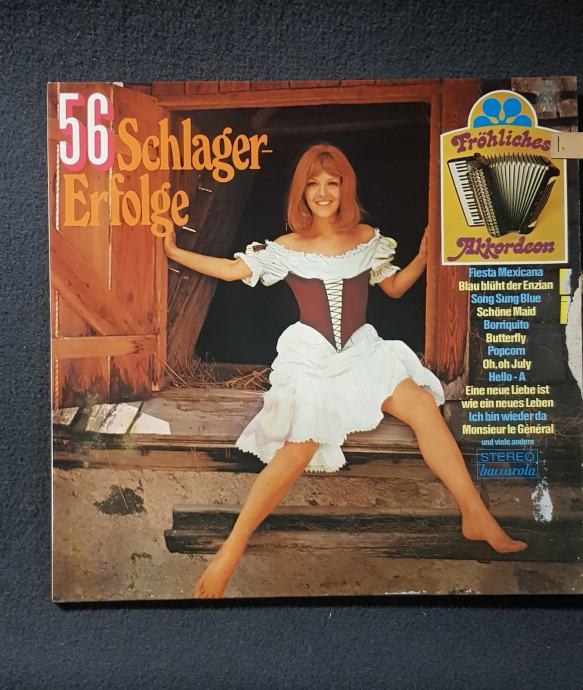 56 Schlager-
Erfolge
Fröhliches
Akkordeon
Fiesta Mexicana
Blau blüht der Enzian
Song Sung Blue
Schöne Maid
Borriquito
Butterfly
Popcorn
Oh, oh July
Hello-A
Eine neue Liebe ist
wie ein neues Leben
Ich bin wieder da
Monsieur le Général
und viele andere
STEREO
baccarola